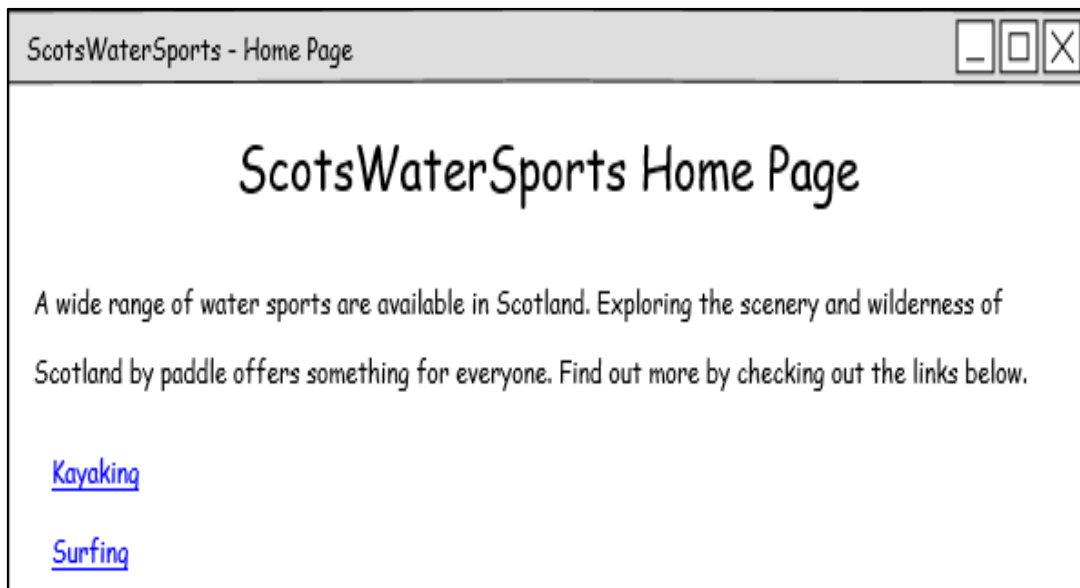 ScotsWaterSports - Home Page
ScotsWaterSports Home Page
A wide range of water sports are available in Scotland. Exploring the scenery and wilderness of
Scotland by paddle offers something for everyone. Find out more by checking out the links below.
Kayaking
Surfing